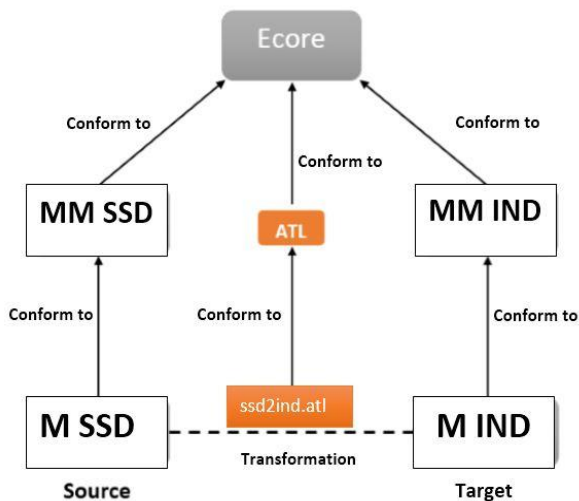 Ecore
Conform to
Conform to
Conform to
MM SSD
ATL
MM IND
Conform to
Conform to
Conform to
ssd2ind.atl
M SSD
M IND
Transformation
Source
Target